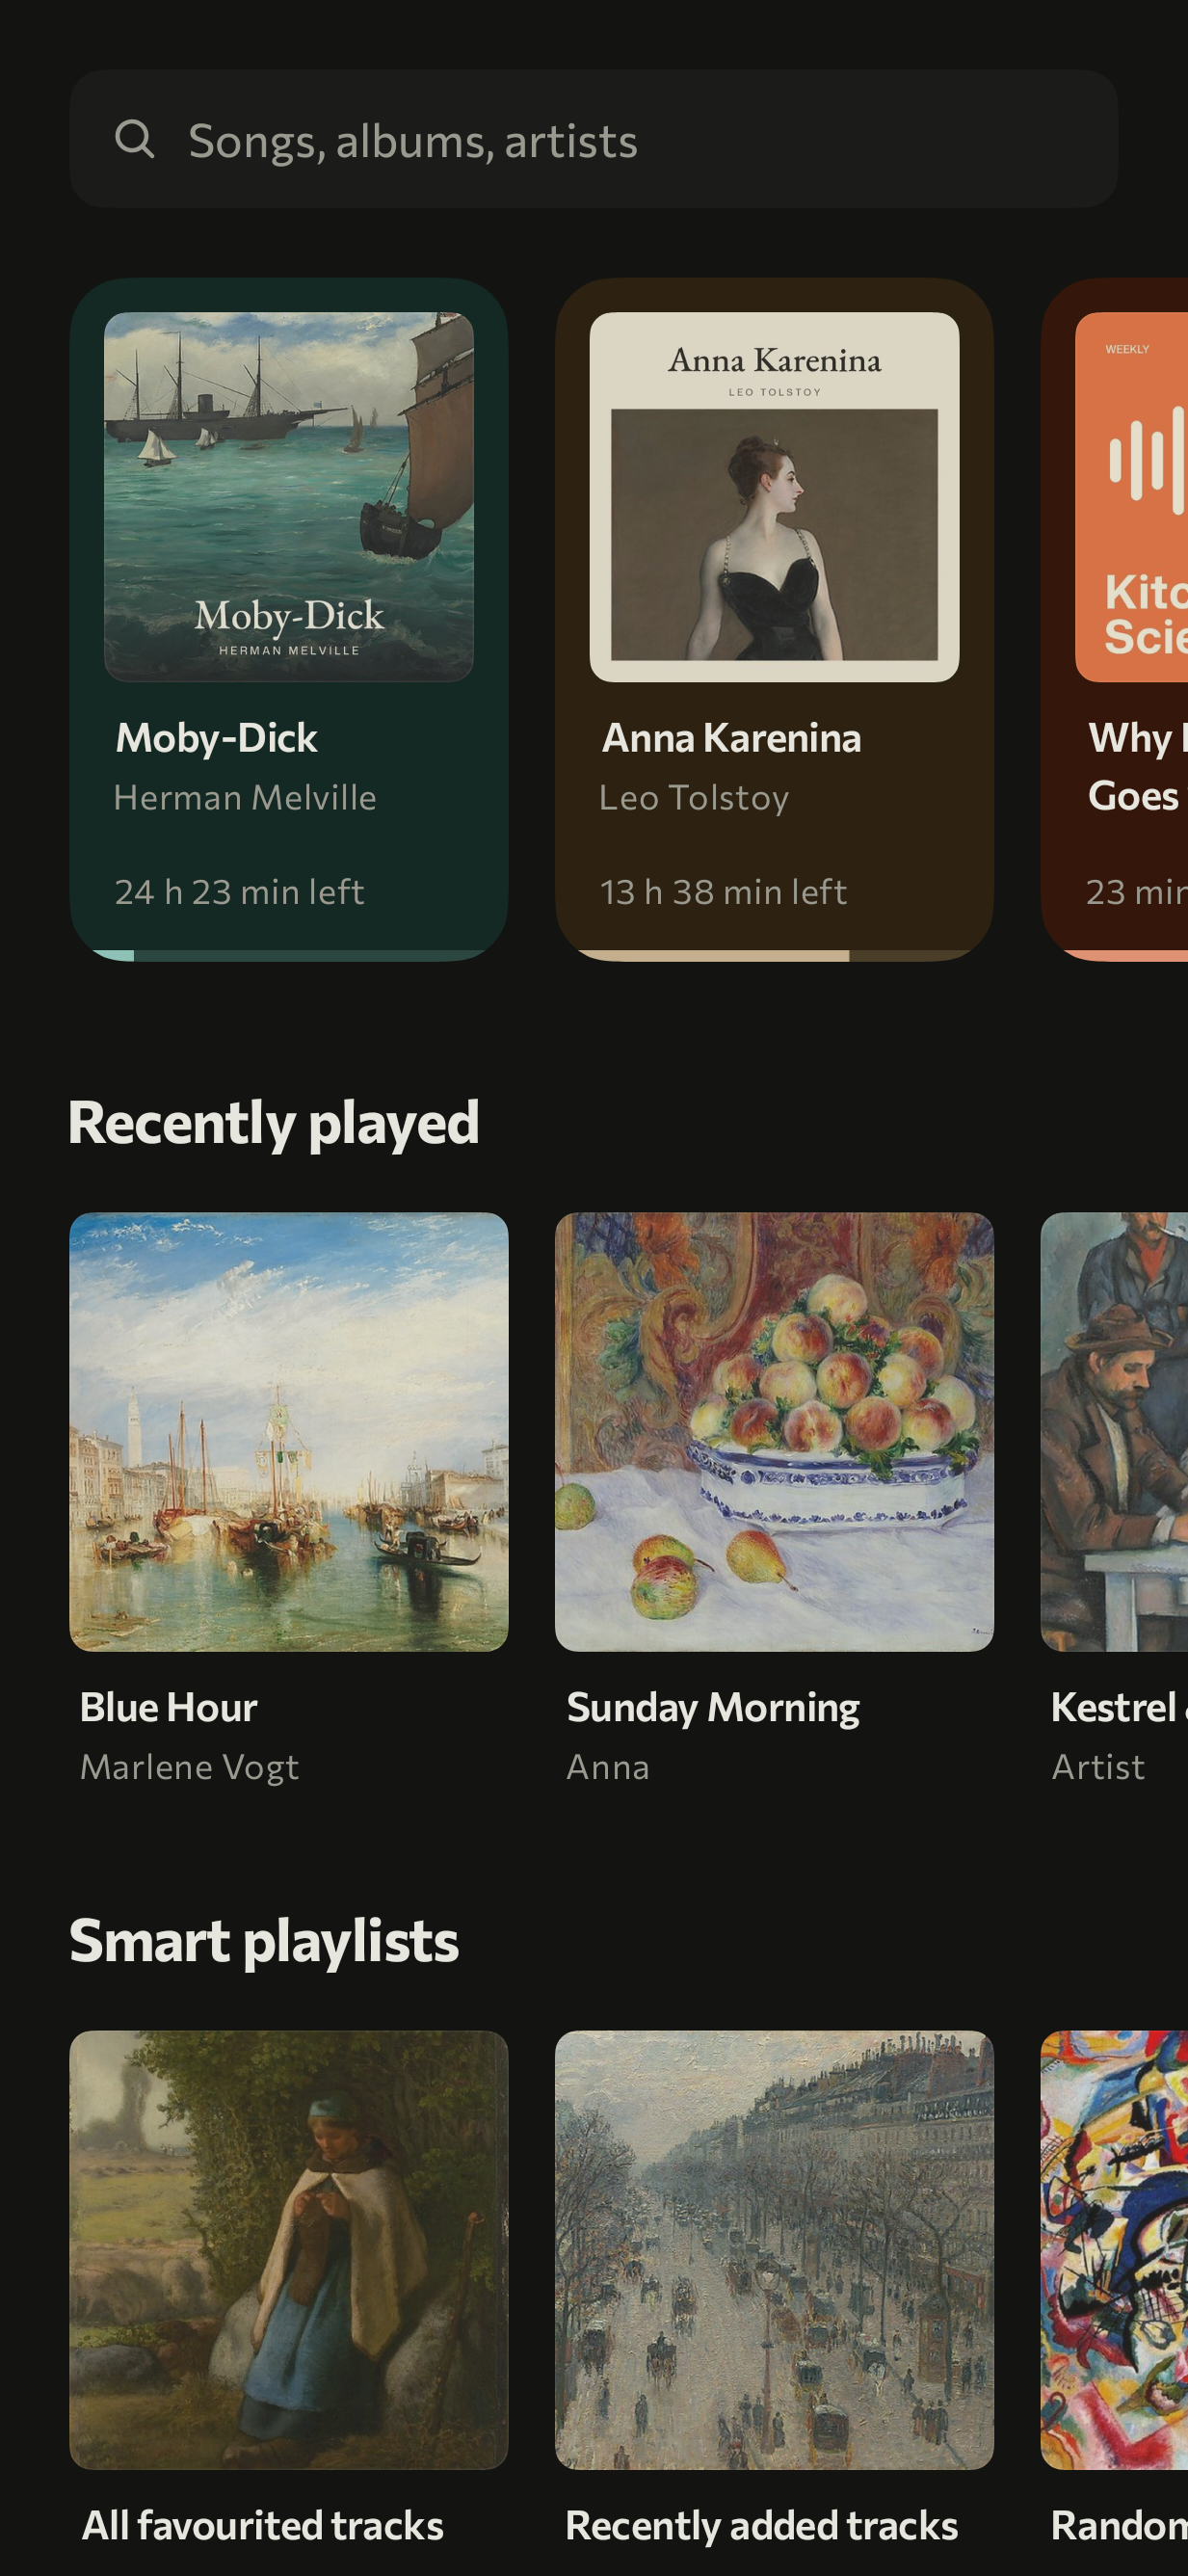 Songs, albums, artists
Anna Karenina
LEO TOLSTOY
WEEKLY
Moby-Dick
HERMAN MELVILLE
Moby-Dick
Herman Melville
24 h 23 min left
Anna Karenina
Leo Tolstoy
13 h 38 min left
Why
Goes
23
Recently played
Blue Hour
Marlene Vogt
Sunday Morning
Anna
Kestrel
Artist
Smart playlists
All favourited tracks
Recently added tracks